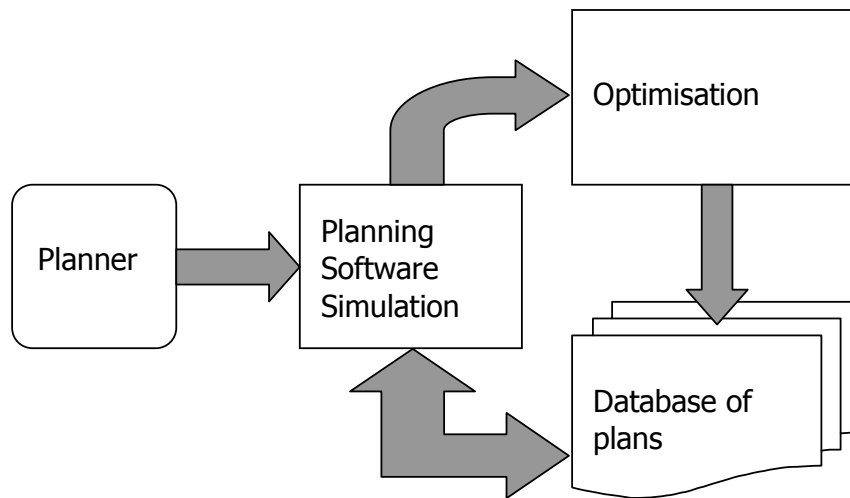 Optimisation
Planner
Planning
Software
Simulation
Database of
plans